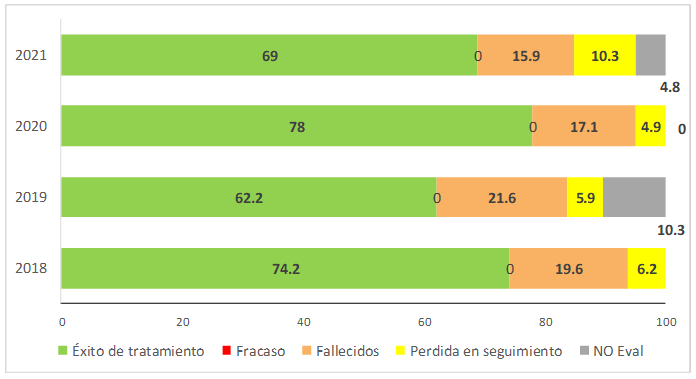 2021 69 0 15.9 10.3
4.8
2020 78 0 17.1 4.9 0
2019 62.2 0 21.6 5.9
10.3
2018 74.2 0 19.6 6.2
0 20 40 60 80 100
Éxito de tratamiento Fracaso Fallecidos Perdida en seguimiento NO Eval